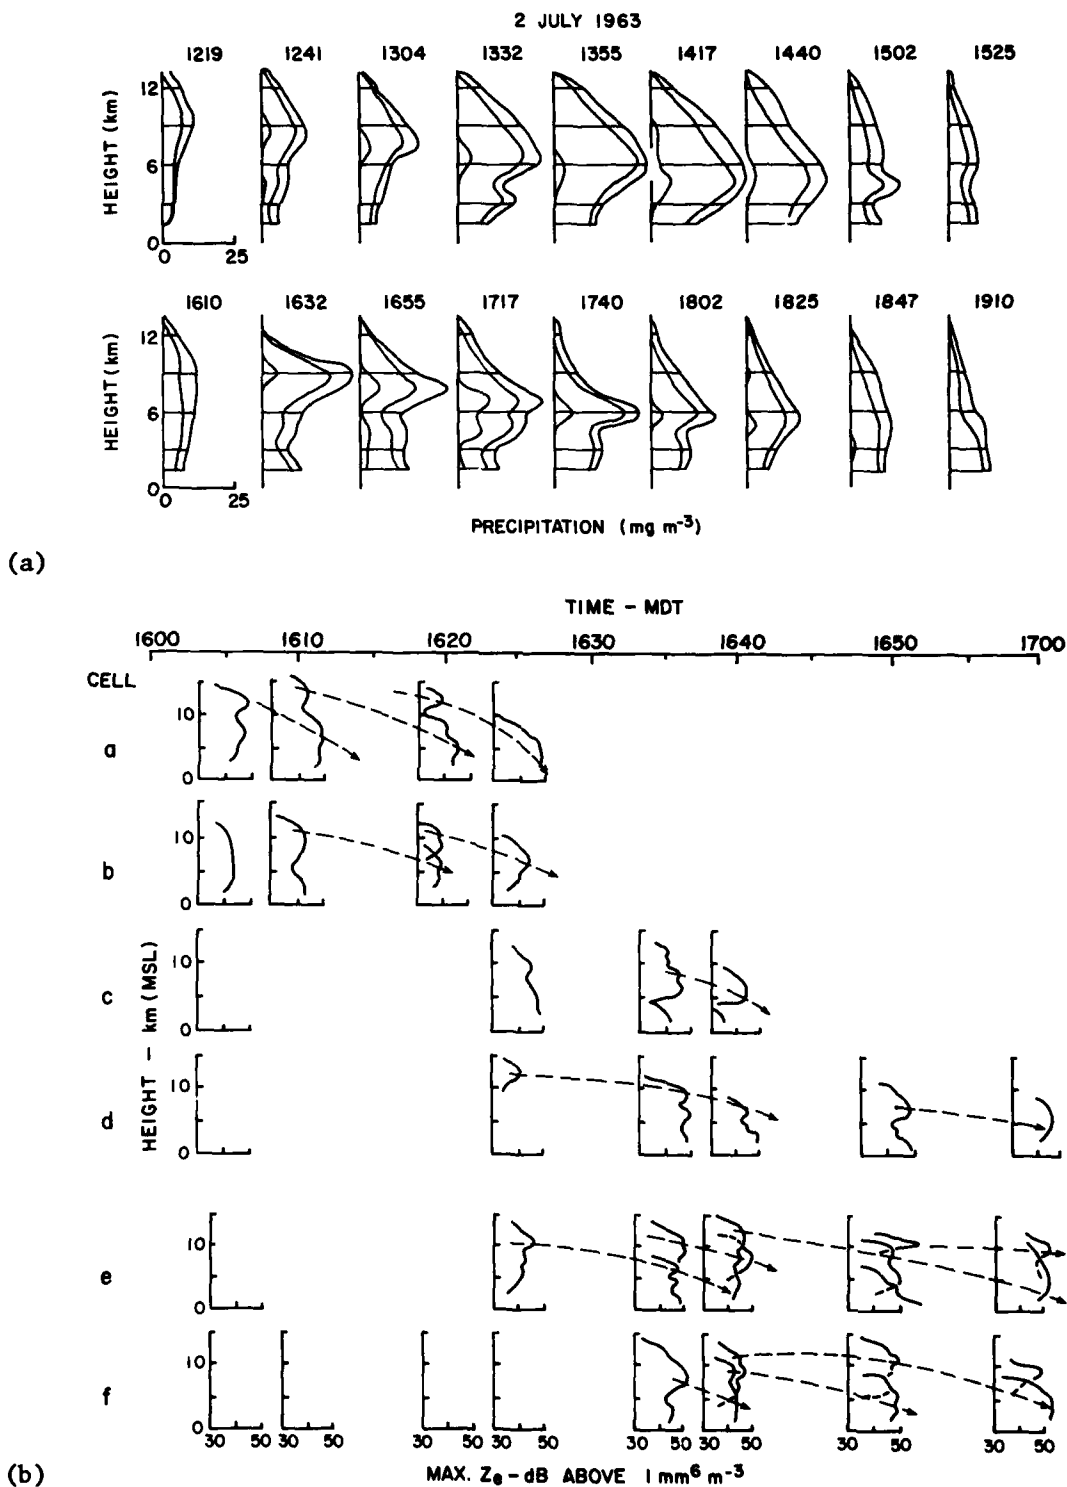 2 JULY 1963
1219 1241 1304 1332 1355 1417 1440 1502 1525
HEIGHT (km)
12
6
0
0 25
1610 1632 1655 1717 1740 1802 1825 1847 1910
HEIGHT (km)
12
6
0
0 25
PRECIPITATION (mg m⁻³)
(a)
TIME – MDT
1600 1610 1620 1630 1640 1650 1700
CELL
a
10
0
b
10
0
c
10
0
d
10
0
HEIGHT – km (MSL)
e
10
0
f
10
0
30 50 30 50 30 50 30 50 30 50 30 50 30 50
MAX. Zₑ – dB ABOVE 1 mm⁶ m⁻³
(b)